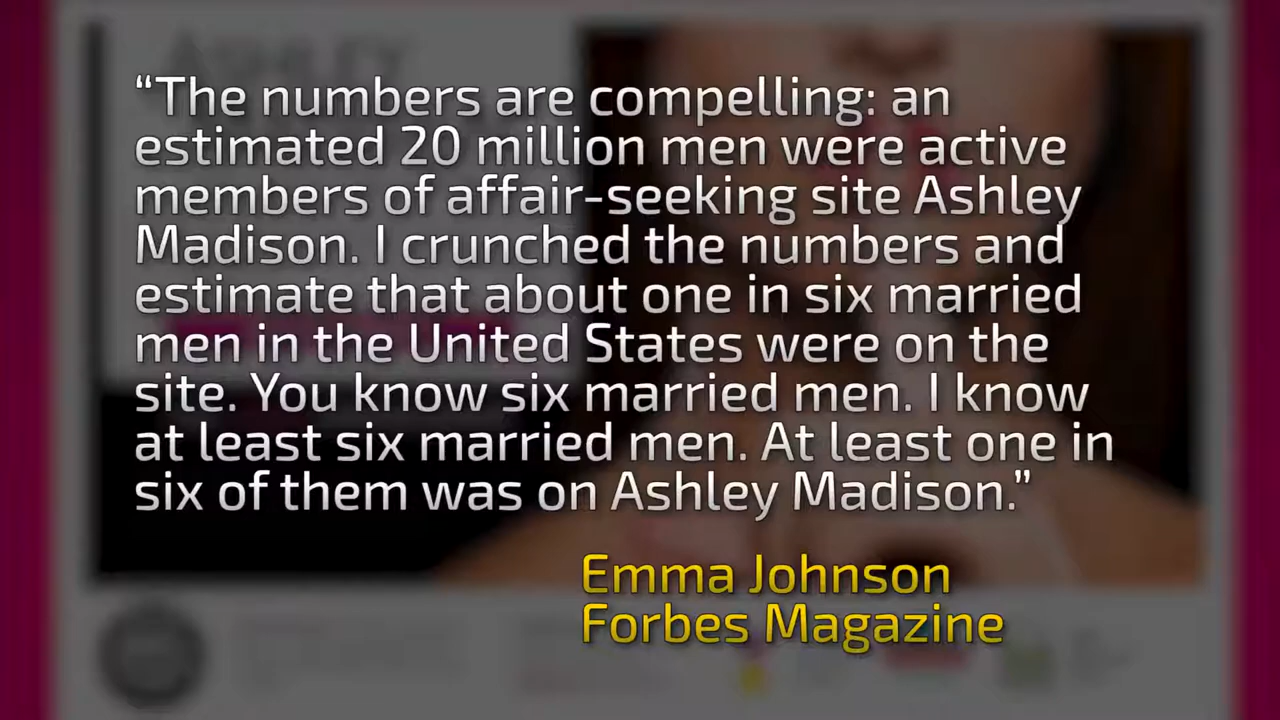 “The numbers are compelling: an
estimated 20 million men were active
members of affair-seeking site Ashley
Madison. I crunched the numbers and
estimate that about one in six married
men in the United States were on the
site. You know six married men. I know
at least six married men. At least one in
six of them was on Ashley Madison.”
Emma Johnson
Forbes Magazine